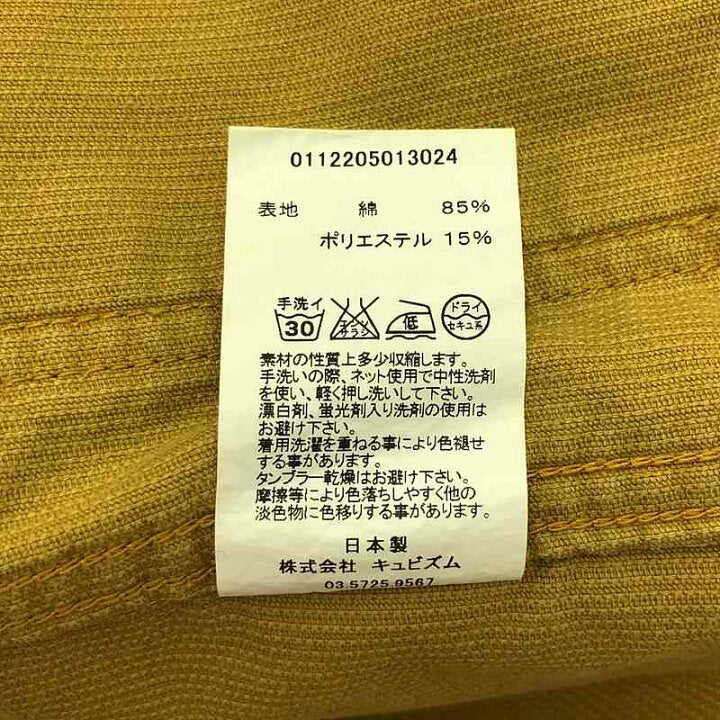 0112205013024
表地 綿 85%
ポリエステル 15%
手洗イ
30 エンソサラシ 低 ドライ セキユ系
素材の性質上多少収縮します。
手洗いの際、ネット使用で中性洗剤
を使い、軽く押し洗いして下さい。
漂白剤、蛍光剤入り洗剤の使用は
お避け下い。
着用洗濯を重ねる事により色褪せ
する事があります。
タンブラー乾燥はお避け下さい。
摩擦等により色落ちしやすく他の
淡色物に色移りする事があります。
日本製
株式会社 キュビズム
03.5725.9567